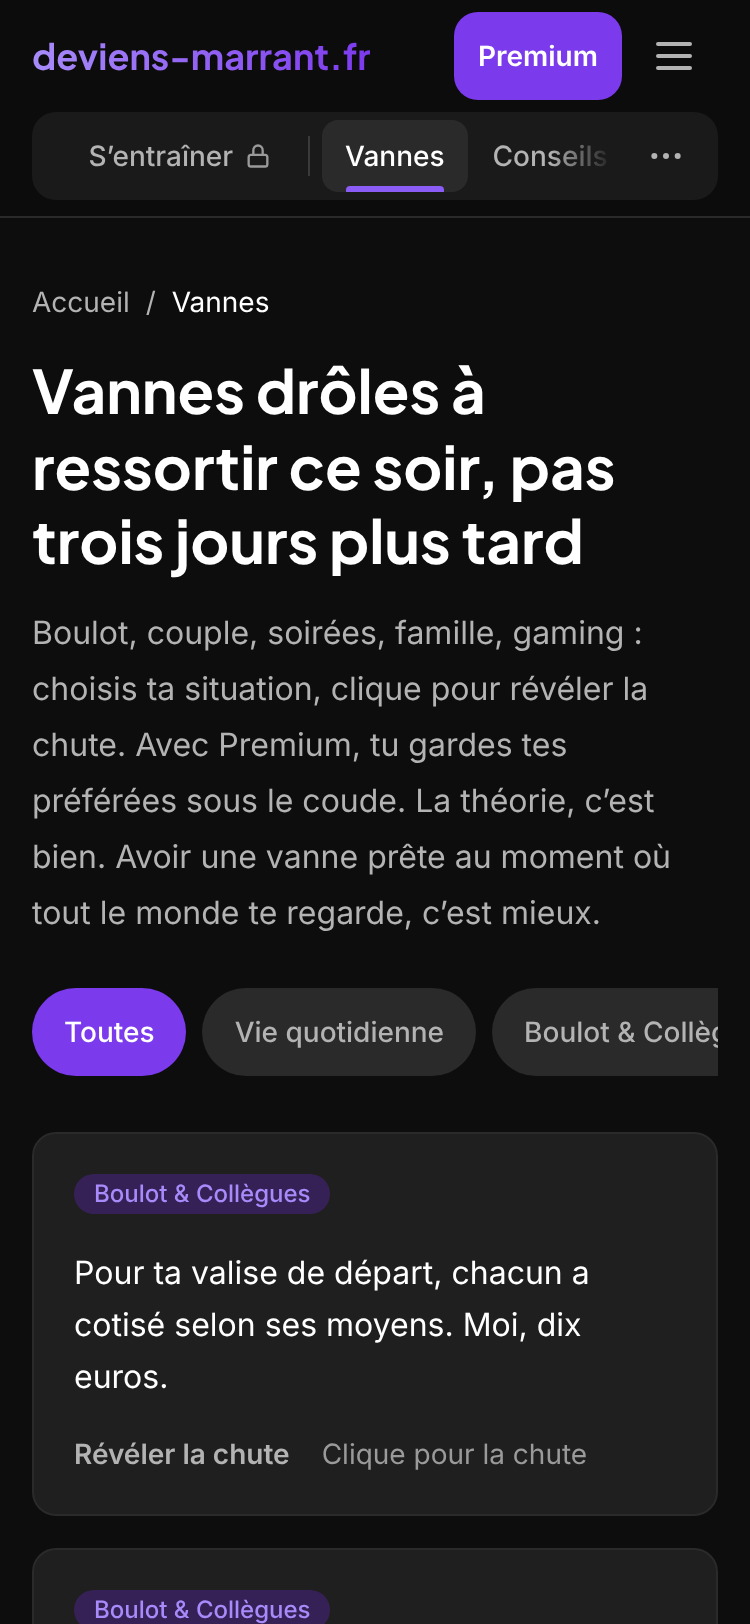 deviens-marrant.fr
Premium
S’entraîner
Vannes
Conseils
Accueil / Vannes
Vannes drôles à
ressortir ce soir, pas
trois jours plus tard
Boulot, couple, soirées, famille, gaming :
choisis ta situation, clique pour révéler la
chute. Avec Premium, tu gardes tes
préférées sous le coude. La théorie, c’est
bien. Avoir une vanne prête au moment où
tout le monde te regarde, c’est mieux.
Toutes
Vie quotidienne
Boulot & Collèg
Boulot & Collègues
Pour ta valise de départ, chacun a
cotisé selon ses moyens. Moi, dix
euros.
Révéler la chute Clique pour la chute
Boulot & Collègues